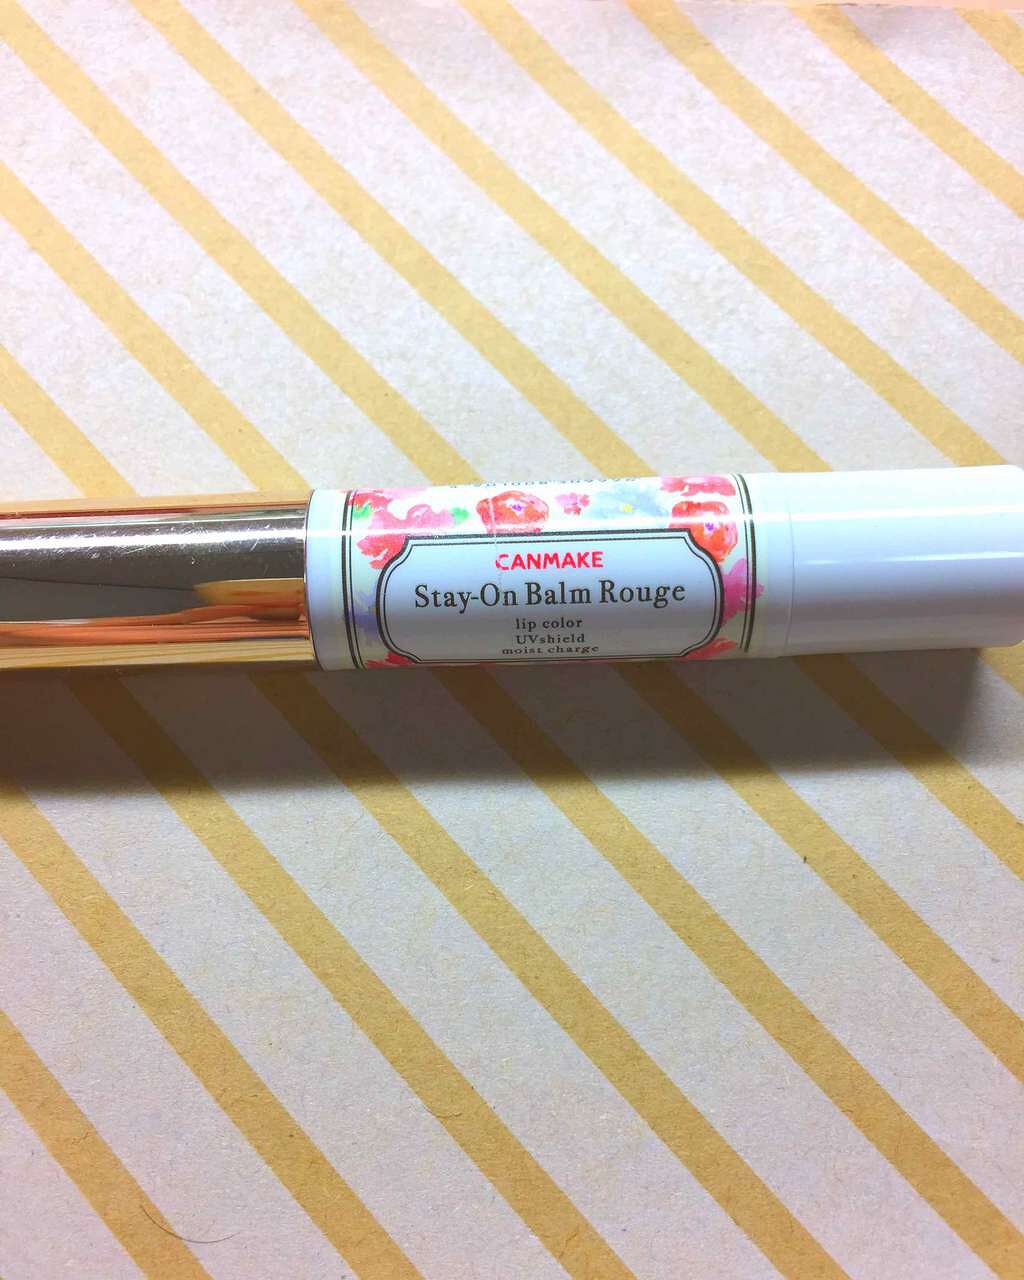 CANMAKE
Stay-On Balm Rouge
lip color
UVshield
moist charge